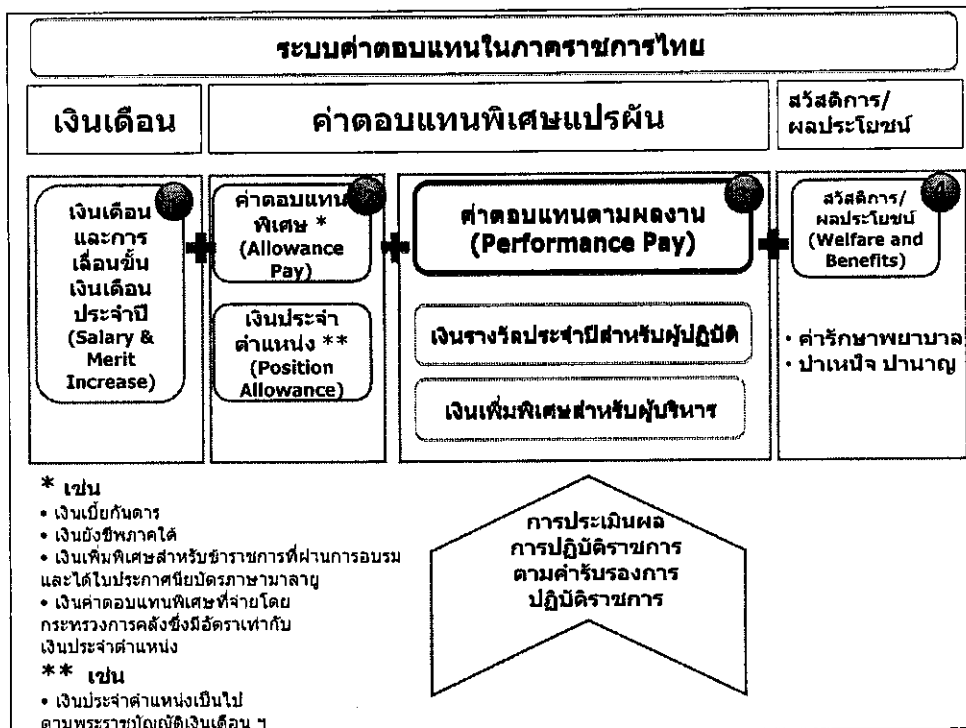 ระบบค่าตอบแทนในภาคราชการไทย
เงินเดือน
ค่าตอบแทนพิเศษแปรผัน
สวัสดิการ/
ผลประโยชน์
เงินเดือน
และการ
เลื่อนขั้น
เงินเดือน
ประจำปี
(Salary &
Merit
Increase)
ค่าตอบแทน
พิเศษ *
(Allowance
Pay)
เงินประจำ
ตำแหน่ง **
(Position
Allowance)
ค่าตอบแทนตามผลงาน
(Performance Pay)
เงินรางวัลประจำปีสำหรับผู้ปฏิบัติ
เงินเพิ่มพิเศษสำหรับผู้บริหาร
4
สวัสดิการ/
ผลประโยชน์
(Welfare and
Benefits)
• ค่ารักษาพยาบาล
• บำเหน็จ บำนาญ
* เช่น
• เงินเบี้ยกันดาร
• เงินยังชีพภาคใต้
• เงินเพิ่มพิเศษสำหรับข้าราชการที่ผ่านการอบรม
และได้ใบประกาศนียบัตรภาษามาลายู
• เงินค่าตอบแทนพิเศษที่จ่ายโดย
กระทรวงการคลังซึ่งมีอัตราเท่ากับ
เงินประจำตำแหน่ง
** เช่น
• เงินประจำตำแหน่งเป็นไป
ตามพระราชบัญญัติเงินเดือน ฯ
การประเมินผล
การปฏิบัติราชการ
ตามคำรับรองการ
ปฏิบัติราชการ